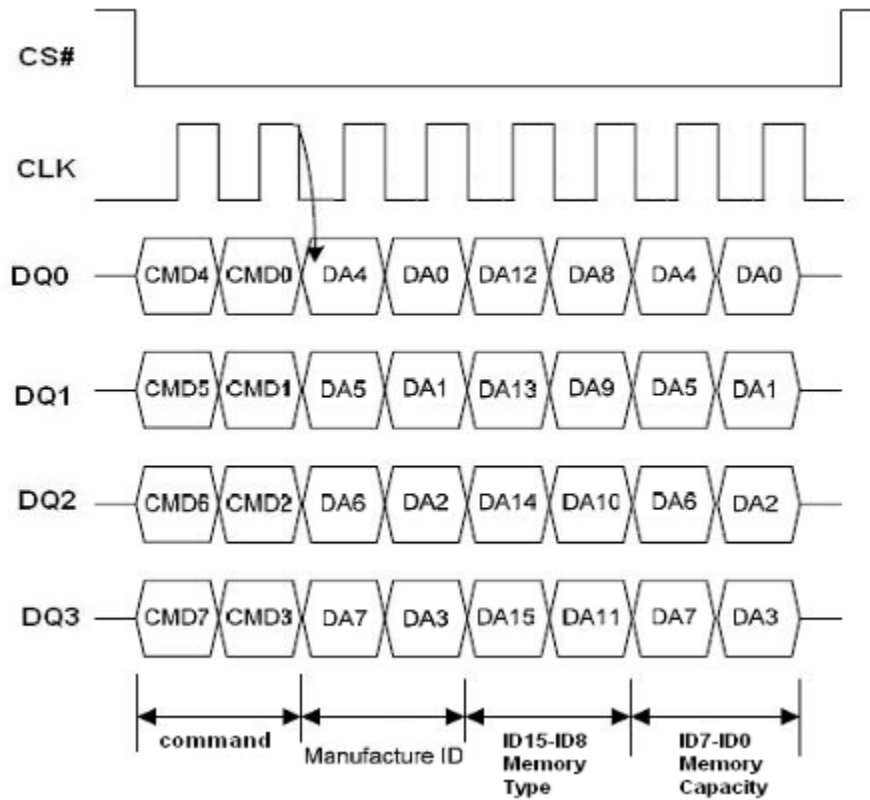 CS#
CLK
DQ0 CMD4 CMD0 DA4 DA0 DA12 DA8 DA4 DA0
DQ1 CMD5 CMD1 DA5 DA1 DA13 DA9 DA5 DA1
DQ2 CMD6 CMD2 DA6 DA2 DA14 DA10 DA6 DA2
DQ3 CMD7 CMD3 DA7 DA3 DA15 DA11 DA7 DA3
command
Manufacture ID
ID15-ID8
Memory
Type
ID7-ID0
Memory
Capacity